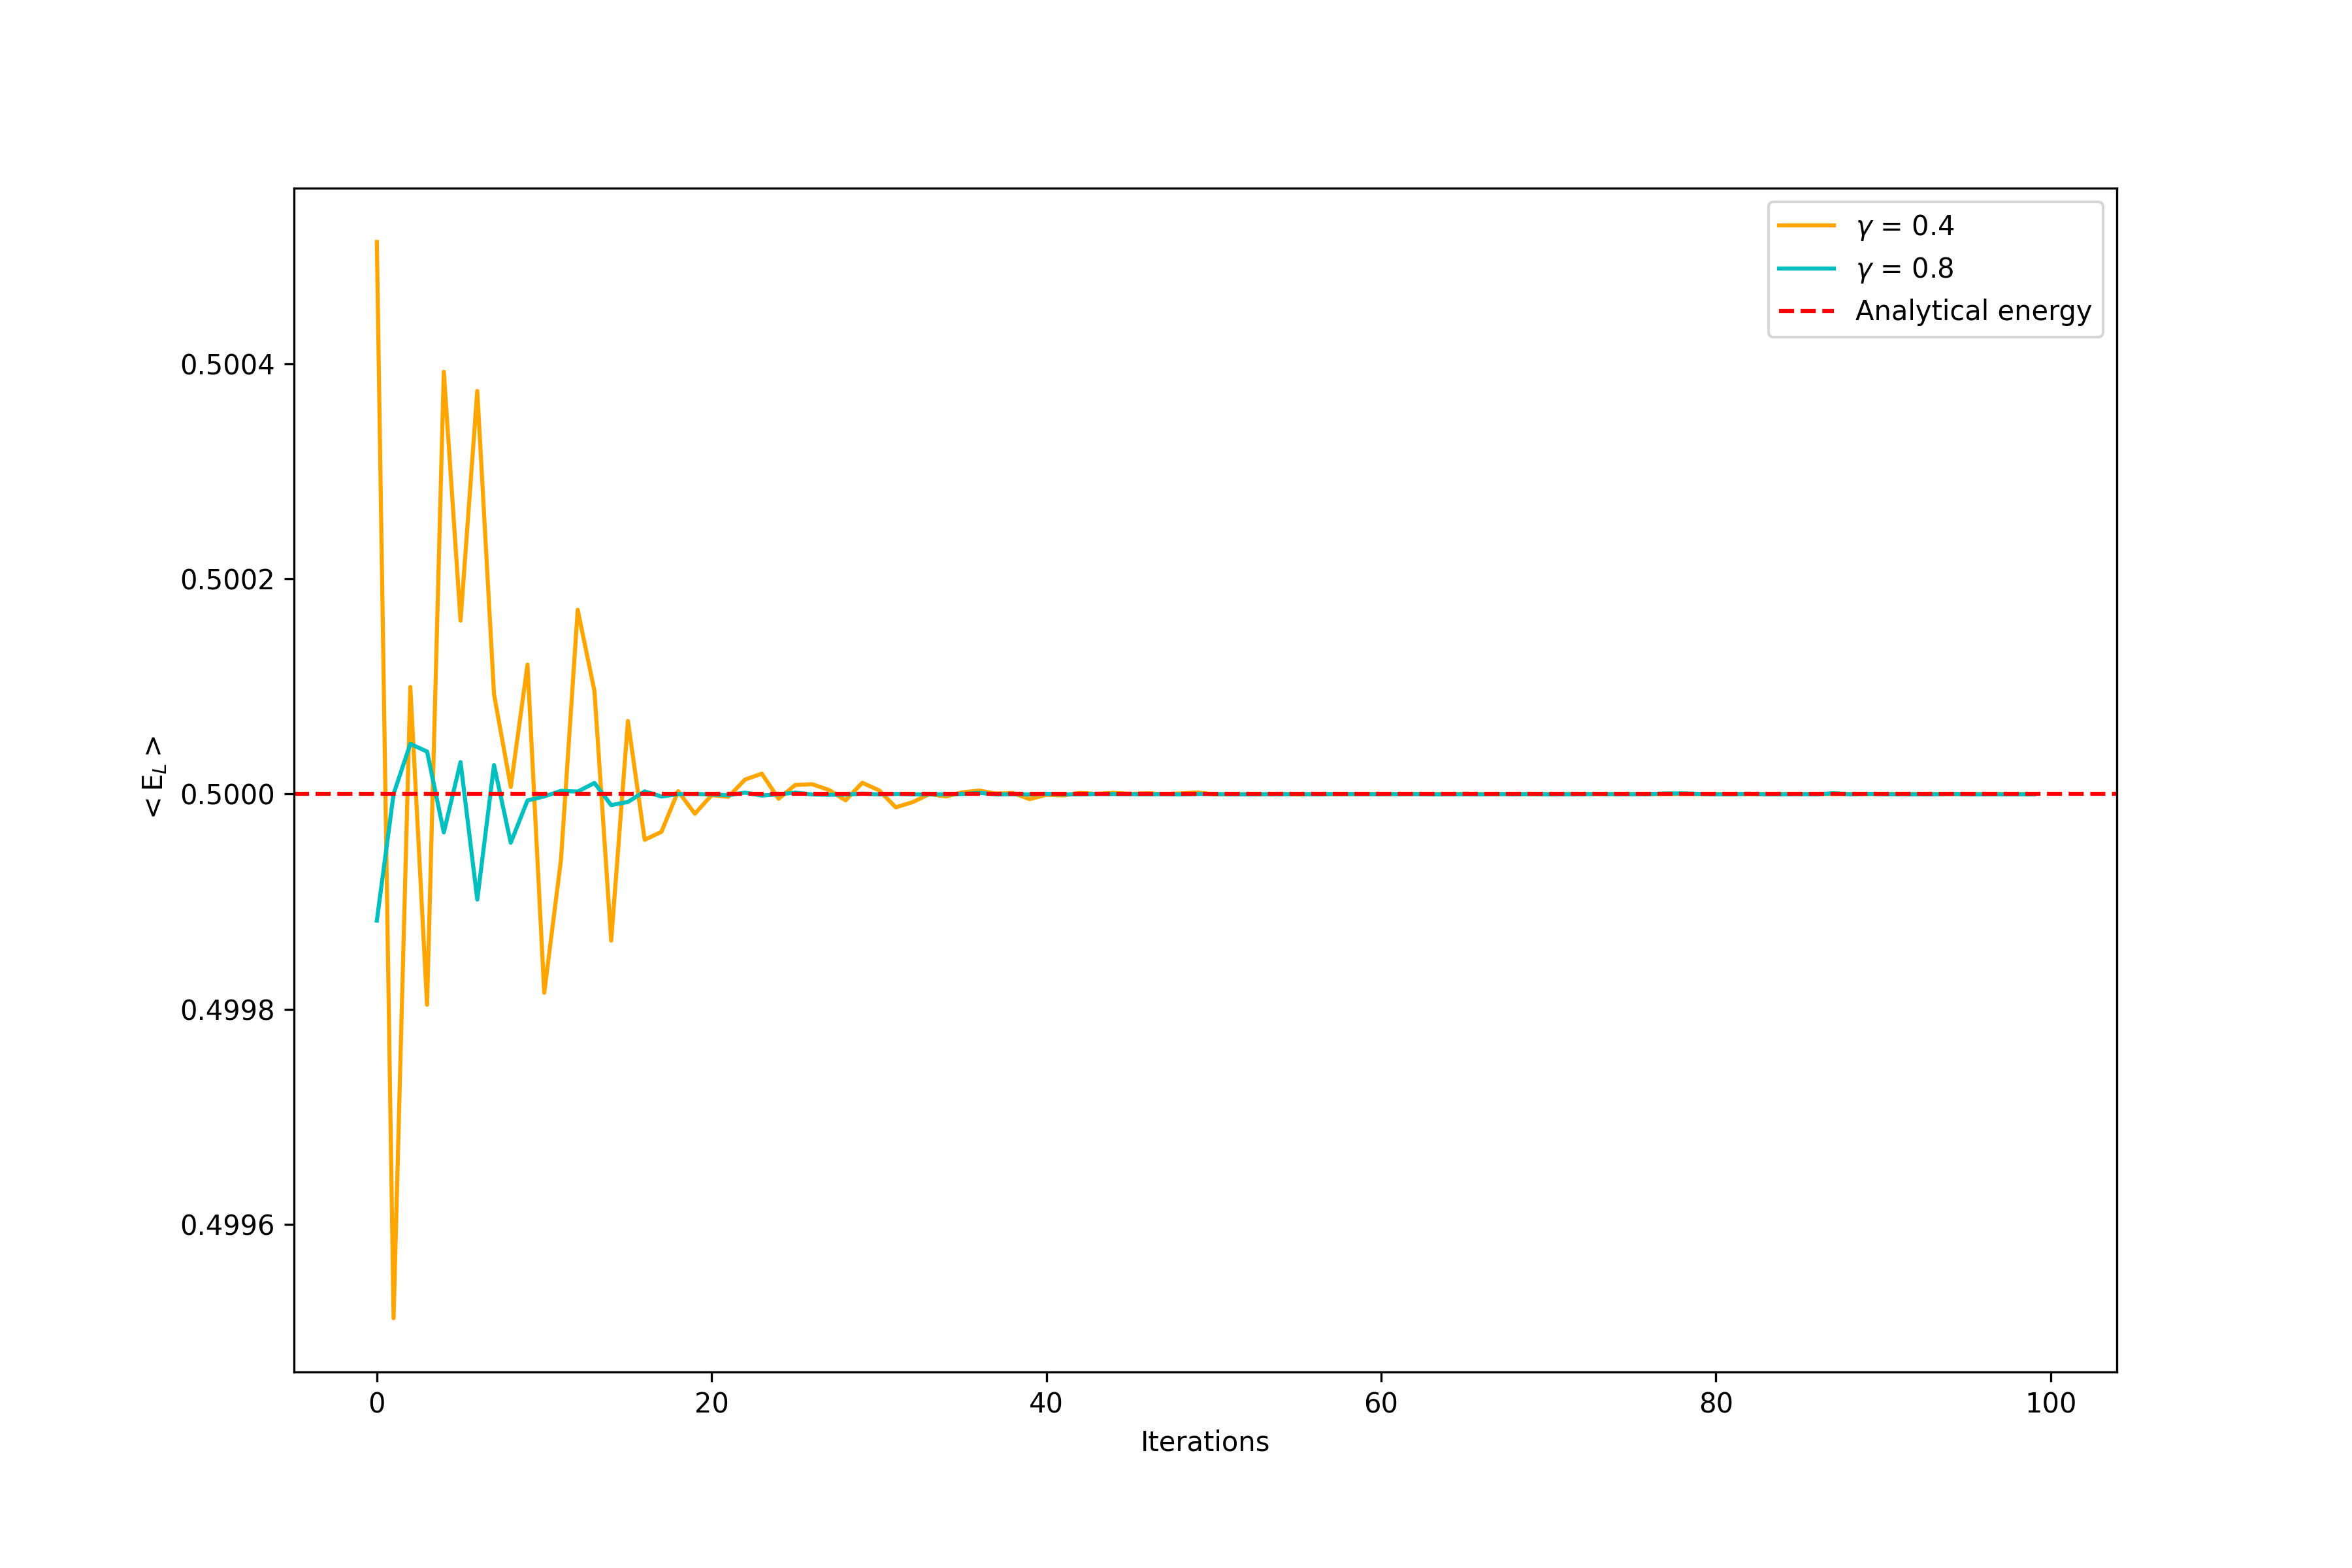 γ = 0.4
γ = 0.8
Analytical energy
0.5004
0.5002
0.5000
0.4998
0.4996
<E_L>
0 20 40 60 80 100
Iterations